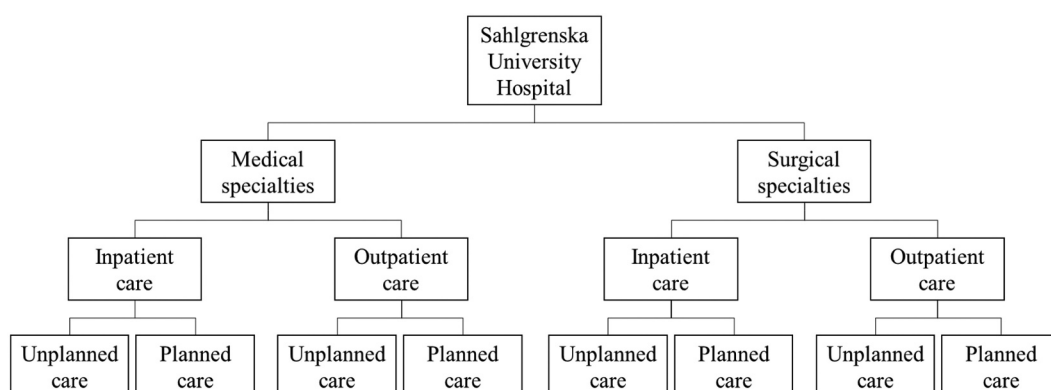 Sahlgrenska
University
Hospital
Medical
specialties
Surgical
specialties
Inpatient
care
Outpatient
care
Inpatient
care
Outpatient
care
Unplanned
care
Planned
care
Unplanned
care
Planned
care
Unplanned
care
Planned
care
Unplanned
care
Planned
care